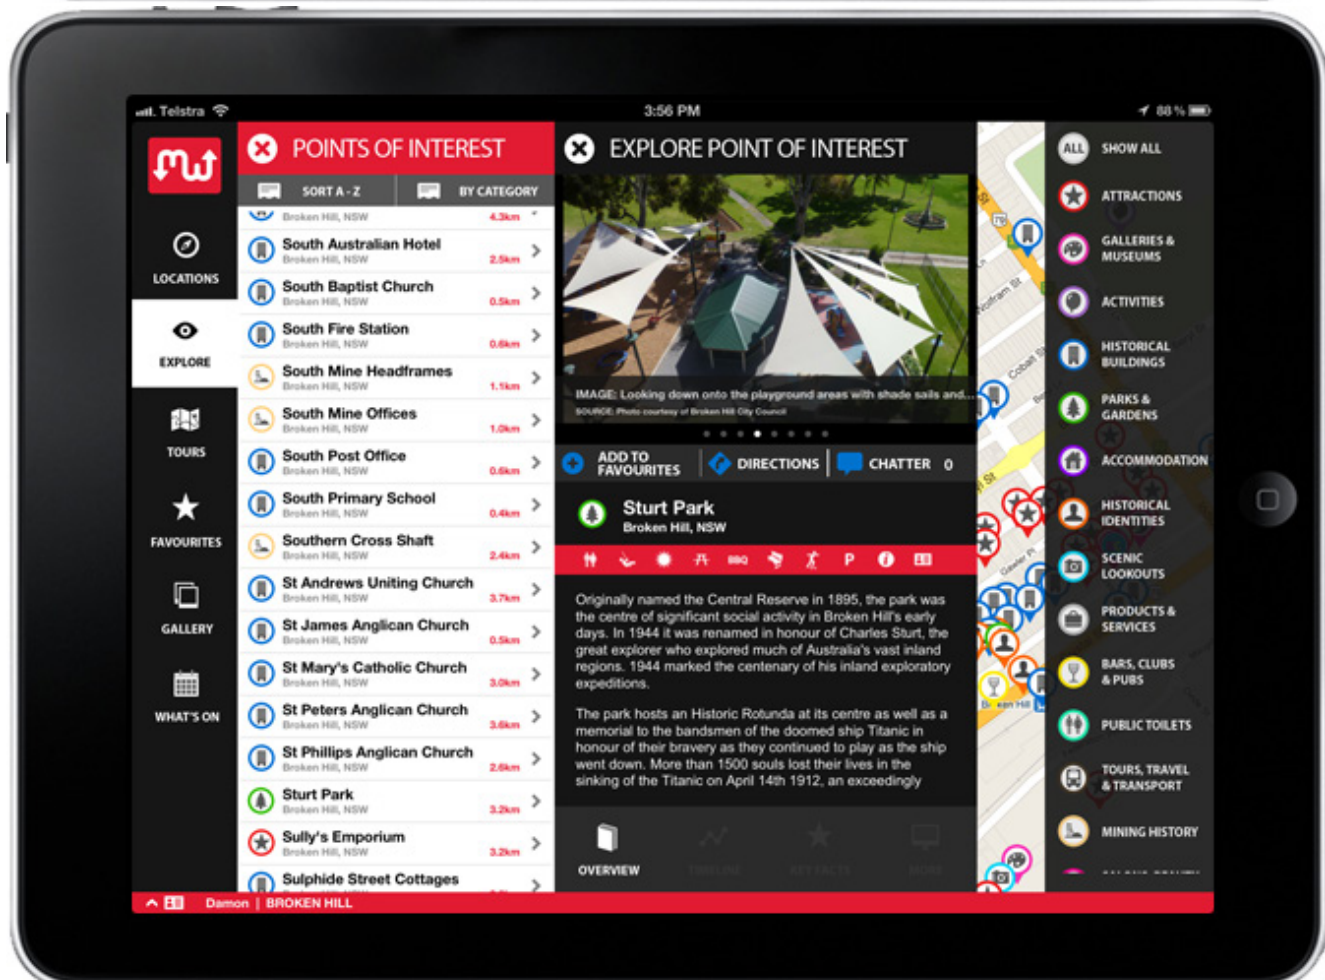 Telstra
3:56 PM
88%
mw
LOCATIONS
EXPLORE
TOURS
FAVOURITES
GALLERY
WHAT'S ON
POINTS OF INTEREST
SORT A - Z
BY CATEGORY
Broken Hill, NSW
4.3km
South Australian Hotel
Broken Hill, NSW
2.5km
South Baptist Church
Broken Hill, NSW
0.5km
South Fire Station
Broken Hill, NSW
0.6km
South Mine Headframes
Broken Hill, NSW
1.1km
South Mine Offices
Broken Hill, NSW
1.0km
South Post Office
Broken Hill, NSW
0.6km
South Primary School
Broken Hill, NSW
0.4km
Southern Cross Shaft
Broken Hill, NSW
2.4km
St Andrews Uniting Church
Broken Hill, NSW
3.7km
St James Anglican Church
Broken Hill, NSW
0.5km
St Mary's Catholic Church
Broken Hill, NSW
3.0km
St Peters Anglican Church
Broken Hill, NSW
3.6km
St Phillips Anglican Church
Broken Hill, NSW
2.6km
Sturt Park
Broken Hill, NSW
3.2km
Sully's Emporium
Broken Hill, NSW
3.2km
Sulphide Street Cottages
EXPLORE POINT OF INTEREST
IMAGE: Looking down onto the playground areas with shade sails and...
SOURCE: Photo courtesy of Broken Hill City Council
ADD TO
FAVOURITES
DIRECTIONS
CHATTER 0
Sturt Park
Broken Hill, NSW
BBQ
P
i
Originally named the Central Reserve in 1895, the park was
the centre of significant social activity in Broken Hill's early
days. In 1944 it was renamed in honour of Charles Sturt, the
great explorer who explored much of Australia's vast inland
regions. 1944 marked the centenary of his inland exploratory
expeditions.
The park hosts an Historic Rotunda at its centre as well as a
memorial to the bandsmen of the doomed ship Titanic in
honour of their bravery as they continued to play as the ship
went down. More than 1500 souls lost their lives in the
sinking of the Titanic on April 14th 1912, an exceedingly
OVERVIEW
TIMELINE
KEY FACTS
MORE
Wolfram St
Cobalt St
Gawler Pl
ALL
SHOW ALL
ATTRACTIONS
GALLERIES &
MUSEUMS
ACTIVITIES
HISTORICAL
BUILDINGS
PARKS &
GARDENS
ACCOMMODATION
HISTORICAL
IDENTITIES
SCENIC
LOOKOUTS
PRODUCTS &
SERVICES
BARS, CLUBS
& PUBS
PUBLIC TOILETS
TOURS, TRAVEL
& TRANSPORT
MINING HISTORY
Damon | BROKEN HILL